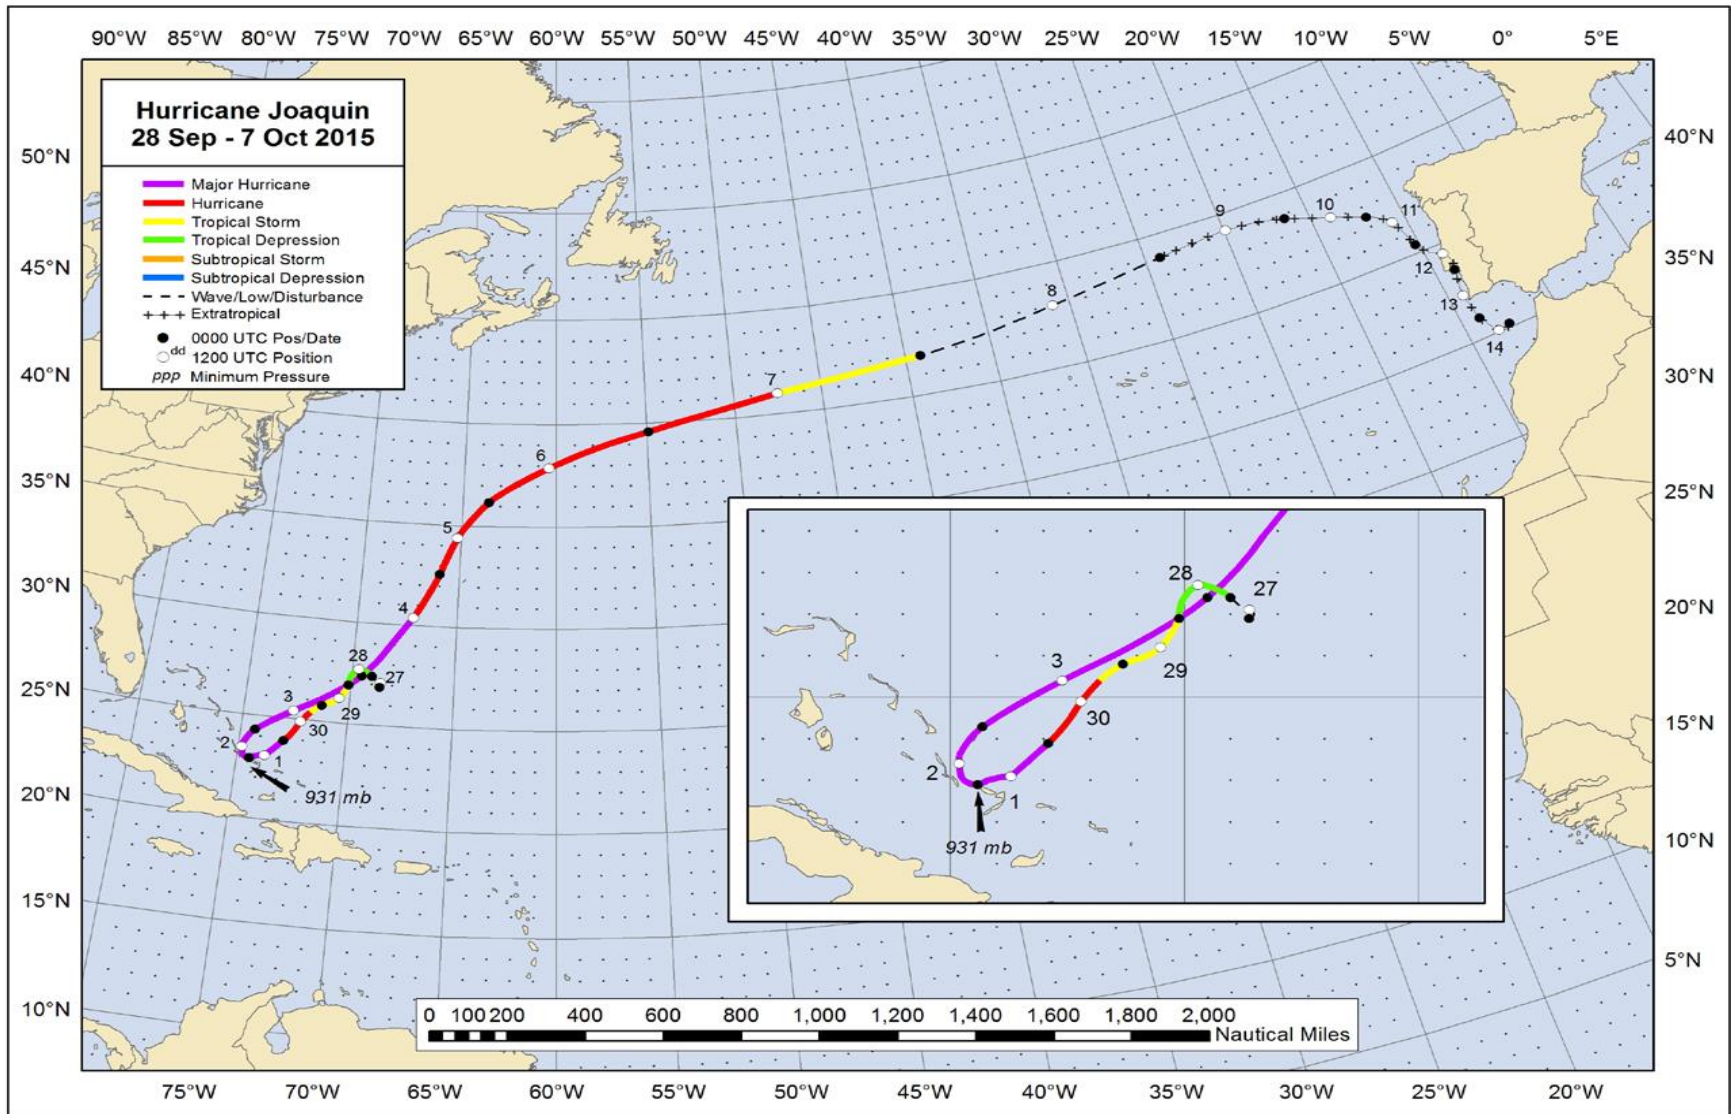 90°W 85°W 80°W 75°W 70°W 65°W 60°W 55°W 50°W 45°W 40°W 35°W 30°W 25°W 20°W 15°W 10°W 5°W 0° 5°E
Hurricane Joaquin
28 Sep - 7 Oct 2015
Major Hurricane
Hurricane
Tropical Storm
Tropical Depression
Subtropical Storm
Subtropical Depression
Wave/Low/Disturbance
Extratropical
0000 UTC Pos/Date
dd 1200 UTC Position
ppp Minimum Pressure
50°N
45°N
40°N
35°N
30°N
25°N
20°N
15°N
10°N
40°N
35°N
30°N
25°N
20°N
15°N
10°N
5°N
9
10
11
12
13
14
8
7
6
5
4
28
27
3
29
30
2
1
931 mb
28
27
3
29
30
2
1
931 mb
0 100 200 400 600 800 1,000 1,200 1,400 1,600 1,800 2,000
Nautical Miles
75°W 70°W 65°W 60°W 55°W 50°W 45°W 40°W 35°W 30°W 25°W 20°W